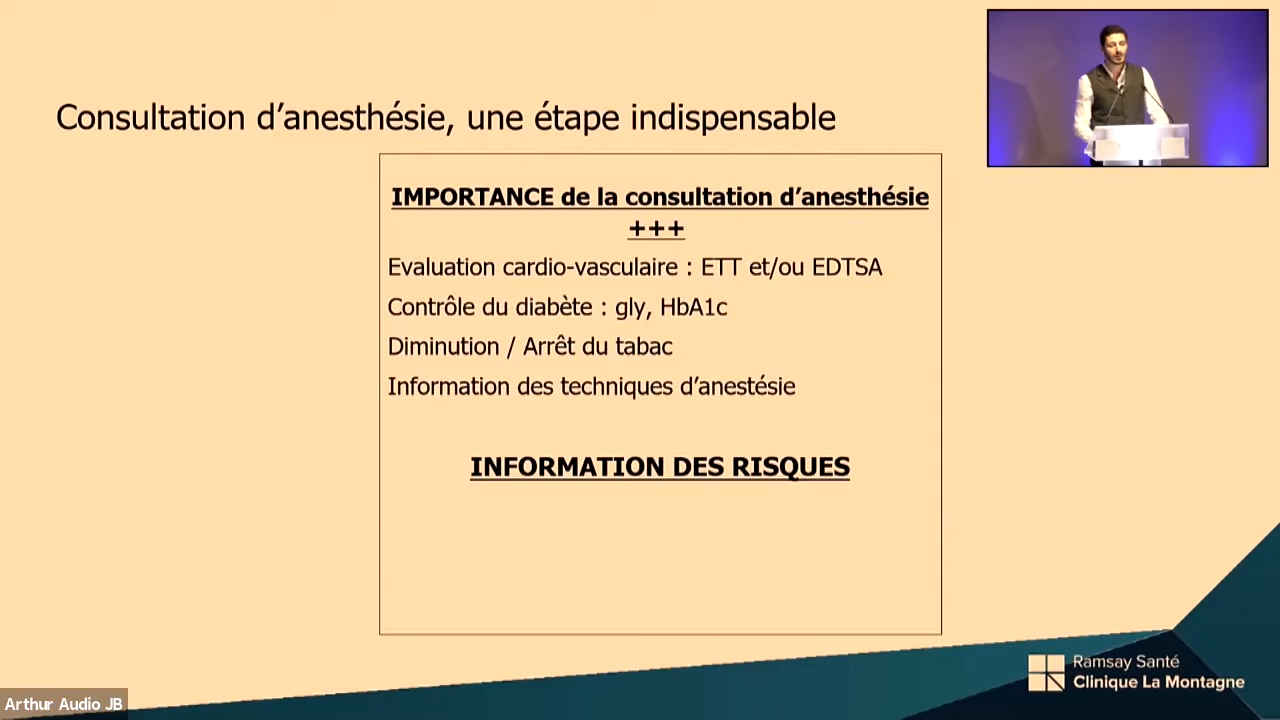 Consultation d’anesthésie, une étape indispensable
IMPORTANCE de la consultation d’anesthésie
+++
Evaluation cardio-vasculaire : ETT et/ou EDTSA
Contrôle du diabète : gly, HbA1c
Diminution / Arrêt du tabac
Information des techniques d’anestésie
INFORMATION DES RISQUES
Ramsay Santé
Clinique La Montagne
Arthur Audio JB